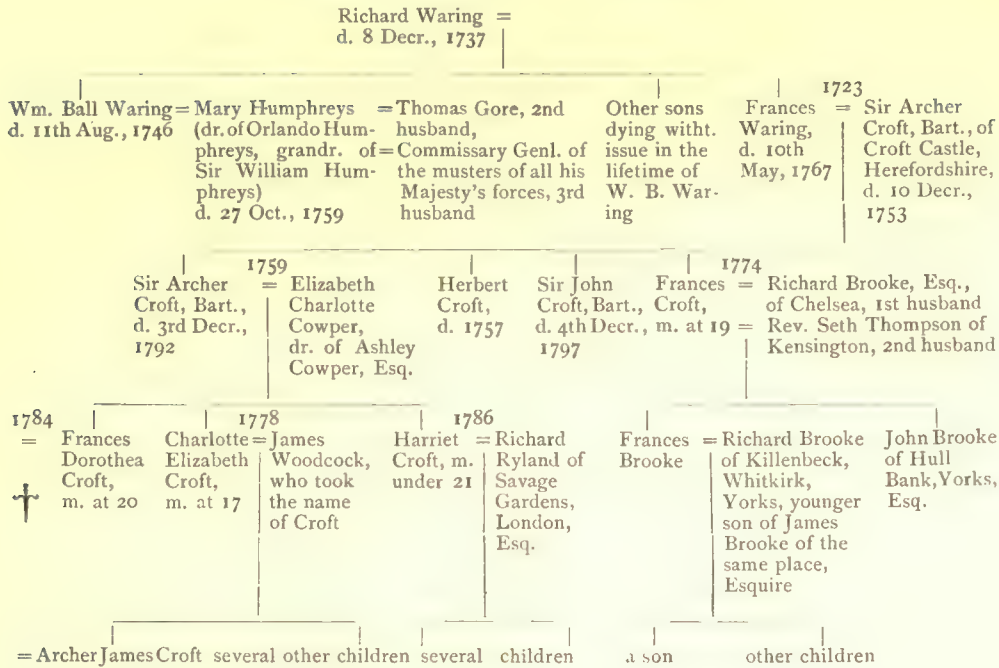 Richard Waring =
d. 8 Decr., 1737
1723
Wm. Ball Waring = Mary Humphreys = Thomas Gore, 2nd Other sons Frances = Sir Archer
d. 11th Aug., 1746 (dr. of Orlando Hum- husband, dying witht. Waring, Croft, Bart., of
phreys, grandr. of = Commissary Genl. of issue in the d. 10th Croft Castle,
Sir William Hum- the musters of all his lifetime of May, 1767 Herefordshire,
phreys) Majesty's forces, 3rd W. B. War- d. 10 Decr.,
d. 27 Oct., 1759 husband ing 1753
1759 1774
Sir Archer = Elizabeth Herbert Sir John Frances = Richard Brooke, Esq.,
Croft, Bart., Charlotte Croft, Croft, Bart., Croft, of Chelsea, 1st husband
d. 3rd Decr., Cowper, d. 1757 d. 4th Decr., m. at 19 = Rev. Seth Thompson of
1792 dr. of Ashley 1797 Kensington, 2nd husband
Cowper, Esq.
1784 1778 1786
= Frances Charlotte = James Harriet = Richard Frances = Richard Brooke John Brooke
Dorothea Elizabeth Woodcock, Croft, m. Ryland of Brooke of Killenbeck, of Hull
Croft, Croft, who took under 21 Savage Whitkirk, Bank, Yorks,
m. at 20 m. at 17 the name Gardens, Yorks, younger Esq.
of Croft London, son of James
Esq. Brooke of the
same place,
Esquire
= Archer James Croft several other children several children a son other children